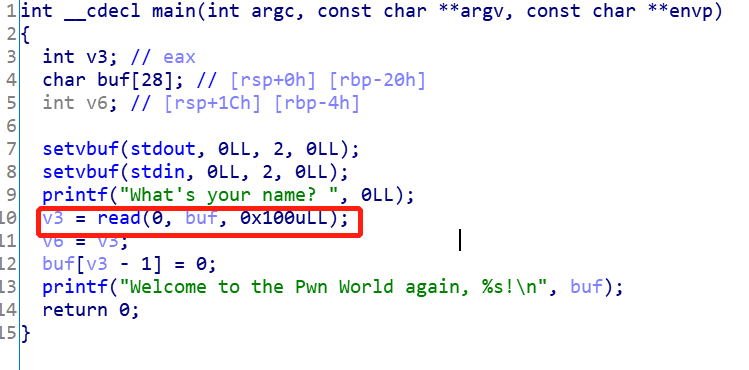 1 int __cdecl main(int argc, const char **argv, const char **envp)
2 {
3 int v3; // eax
4 char buf[28]; // [rsp+0h] [rbp-20h]
5 int v6; // [rsp+1Ch] [rbp-4h]
6
7 setvbuf(stdout, 0LL, 2, 0LL);
8 setvbuf(stdin, 0LL, 2, 0LL);
9 printf("What's your name? ", 0LL);
10 v3 = read(0, buf, 0x100uLL);
11 v6 = v3;
12 buf[v3 - 1] = 0;
13 printf("Welcome to the Pwn World again, %s!\n", buf);
14 return 0;
15 }